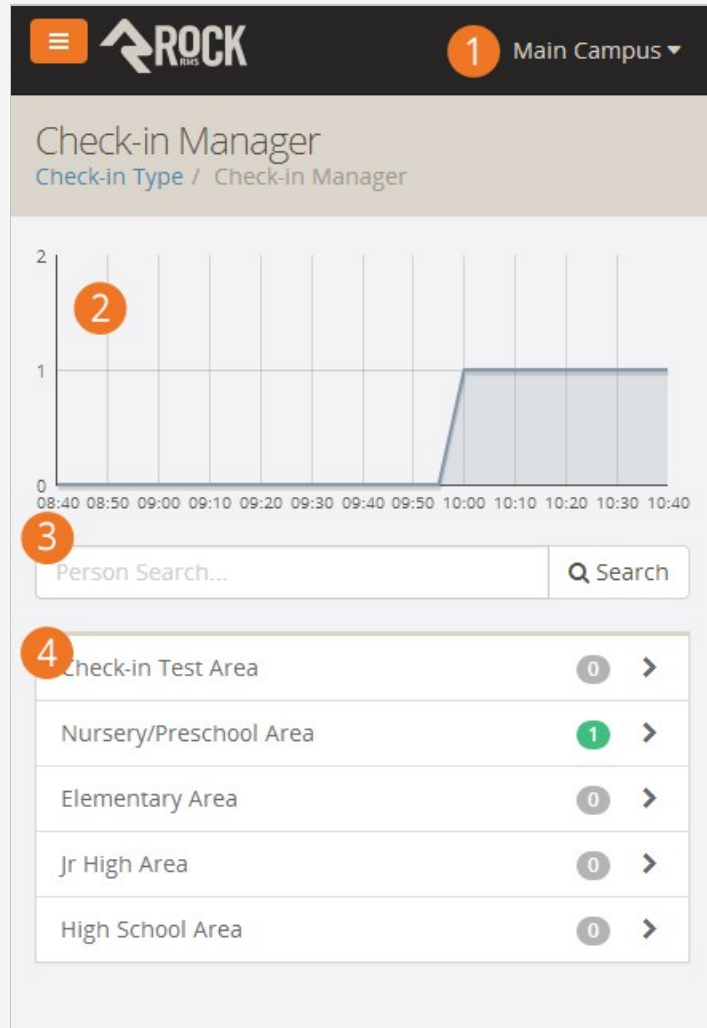 ROCK
RMS
1 Main Campus
Check-in Manager
Check-in Type / Check-in Manager
2
2
1
0
08:40 08:50 09:00 09:10 09:20 09:30 09:40 09:50 10:00 10:10 10:20 10:30 10:40
3
Person Search... Search
4
Check-in Test Area 0
Nursery/Preschool Area 1
Elementary Area 0
Jr High Area 0
High School Area 0